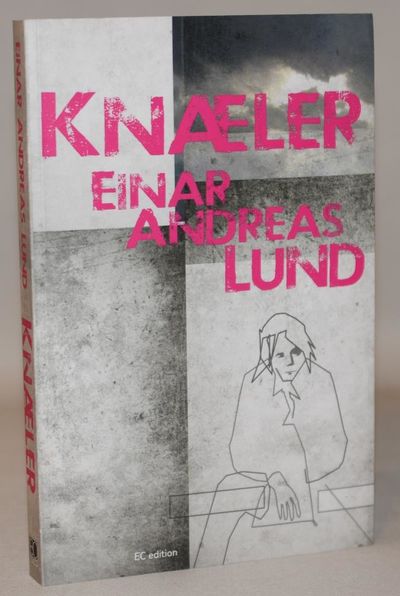 KNÆLER
EINAR
ANDREAS
LUND
EC edition
EINAR ANDREAS LUND
KNÆLER